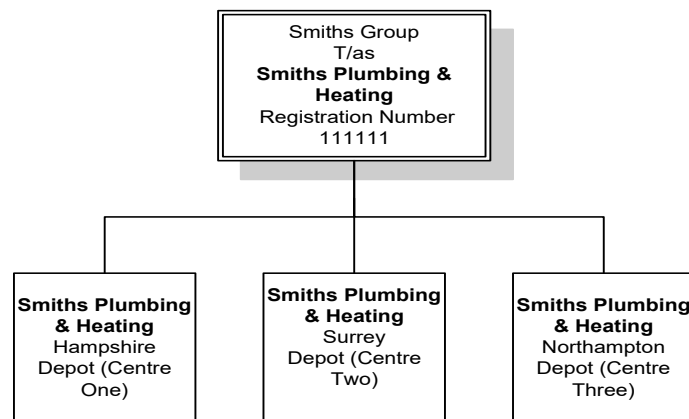 Smiths Group
T/as
Smiths Plumbing &
Heating
Registration Number
111111
Smiths Plumbing
& Heating
Hampshire
Depot (Centre
One)
Smiths Plumbing
& Heating
Surrey
Depot (Centre
Two)
Smiths Plumbing
& Heating
Northampton
Depot (Centre
Three)